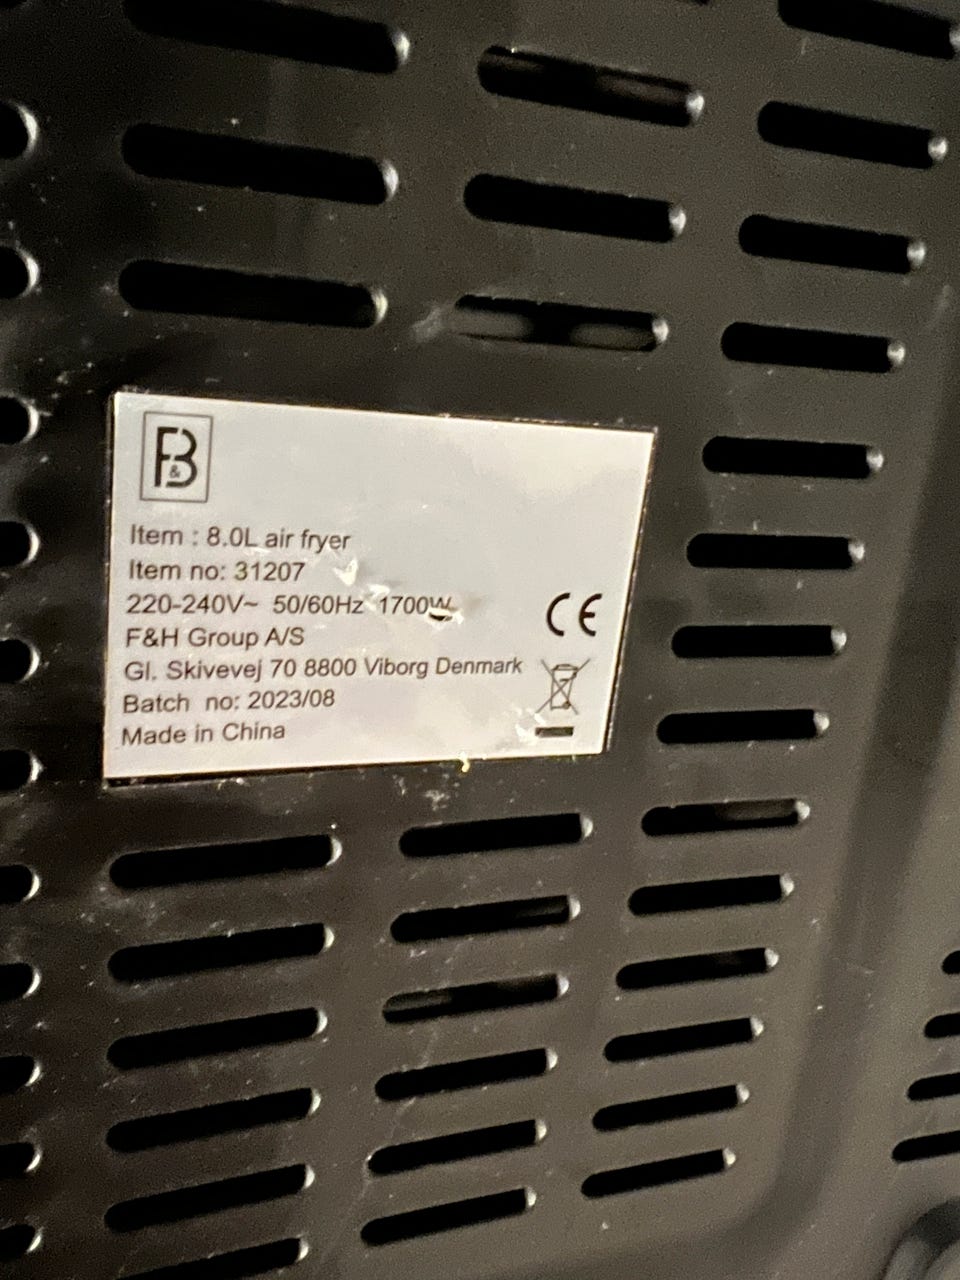 F&B
Item : 8.0L air fryer
Item no: 31207
220-240V~ 50/60Hz 1700W
F&H Group A/S
Gl. Skivevej 70 8800 Viborg Denmark
Batch no: 2023/08
Made in China
CE